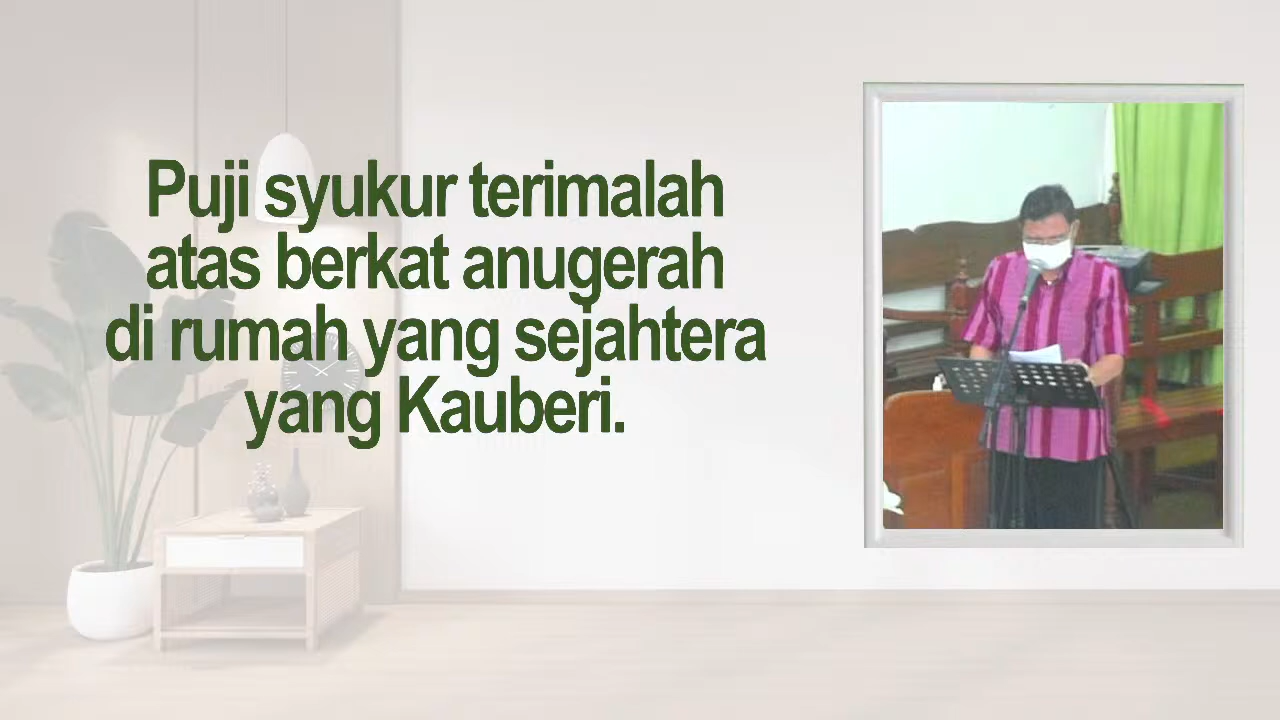 Puji syukur terimalah
atas berkat anugerah
di rumah yang sejahtera
yang Kauberi.